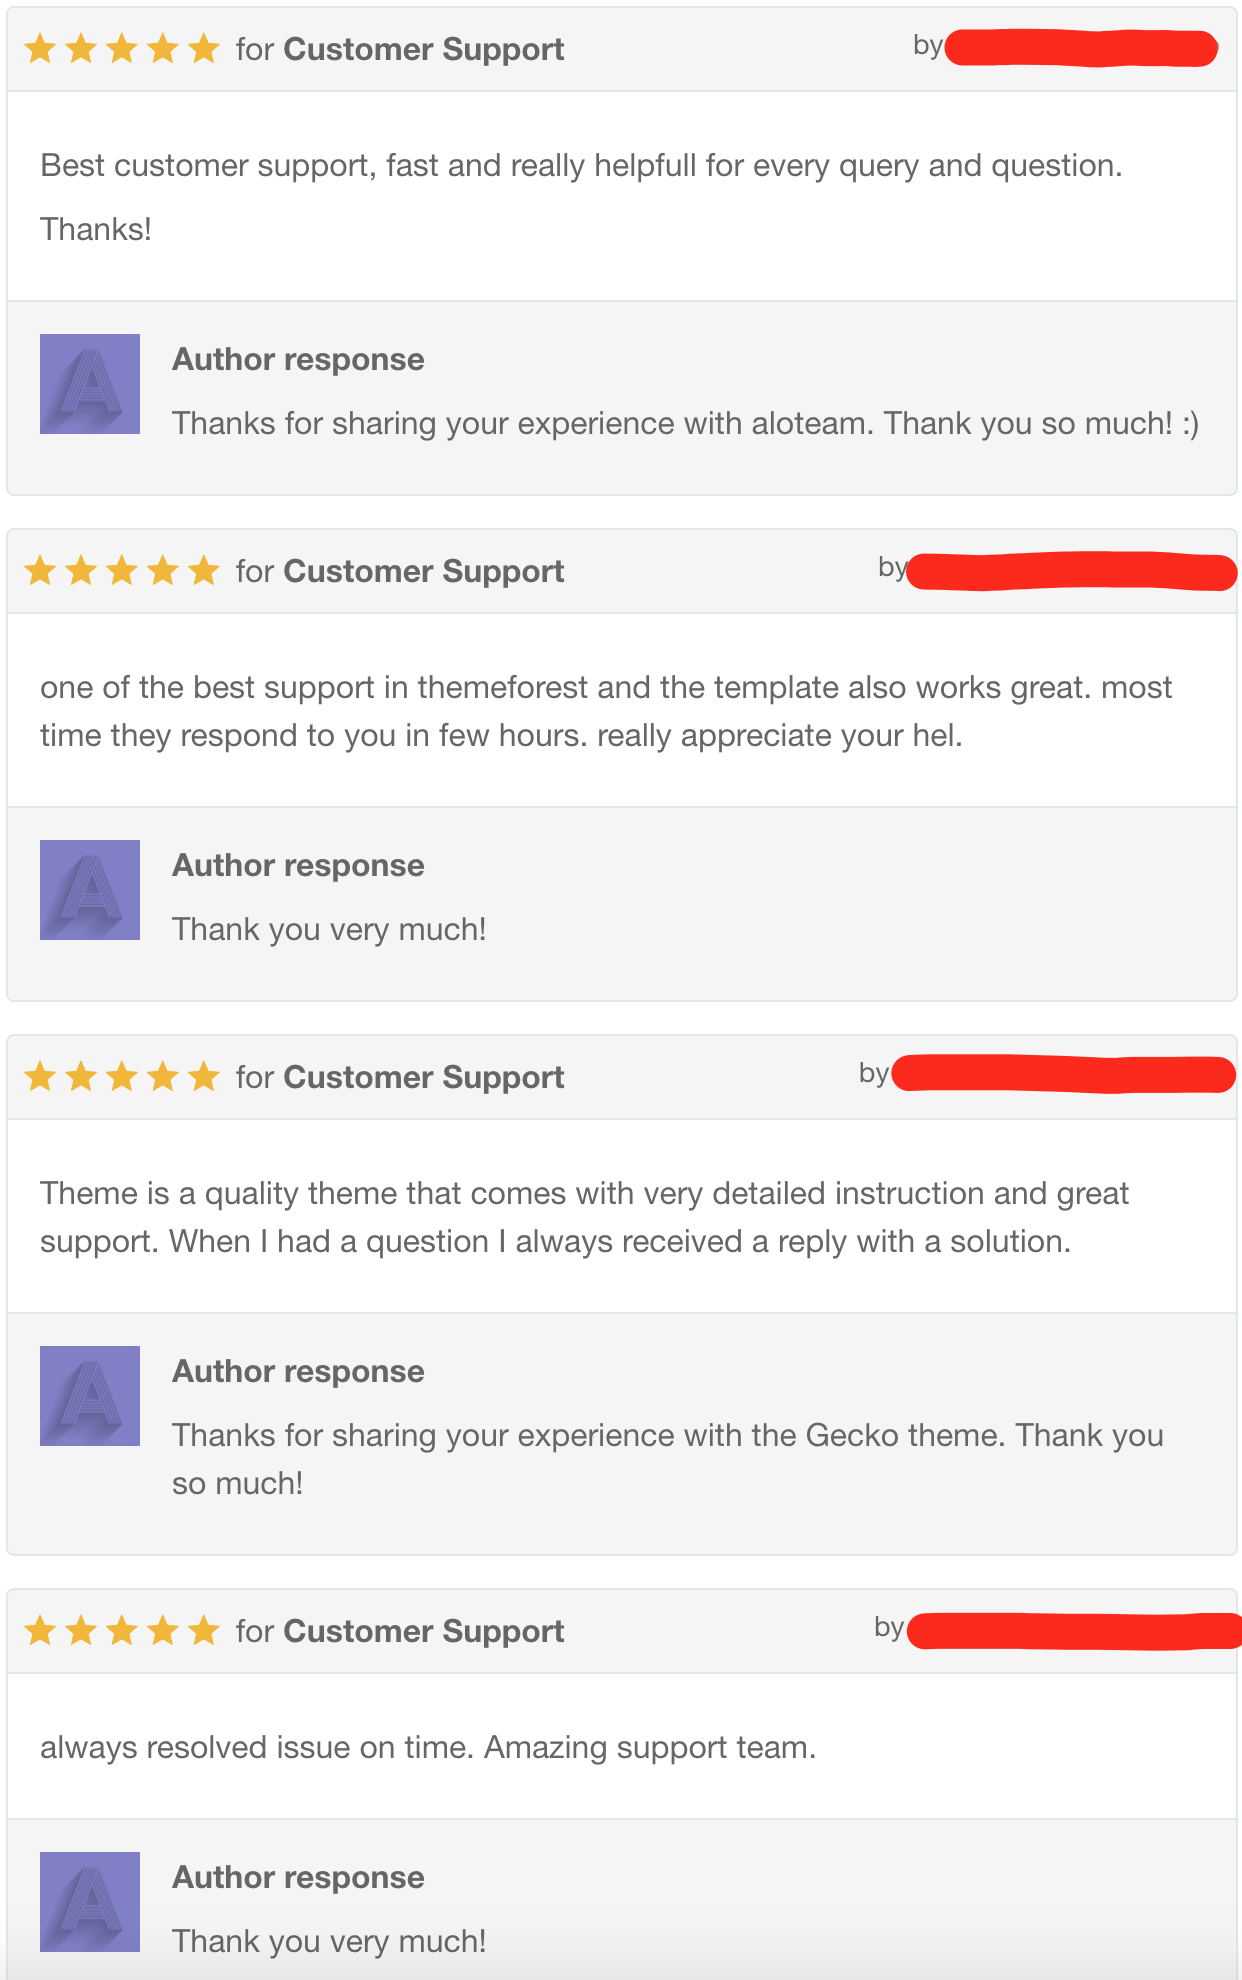 for Customer Support by
Best customer support, fast and really helpfull for every query and question.
Thanks!
A
Author response
Thanks for sharing your experience with aloteam. Thank you so much! :)
for Customer Support by
one of the best support in themeforest and the template also works great. most
time they respond to you in few hours. really appreciate your hel.
A
Author response
Thank you very much!
for Customer Support by
Theme is a quality theme that comes with very detailed instruction and great
support. When I had a question I always received a reply with a solution.
A
Author response
Thanks for sharing your experience with the Gecko theme. Thank you
so much!
for Customer Support by
always resolved issue on time. Amazing support team.
A
Author response
Thank you very much!